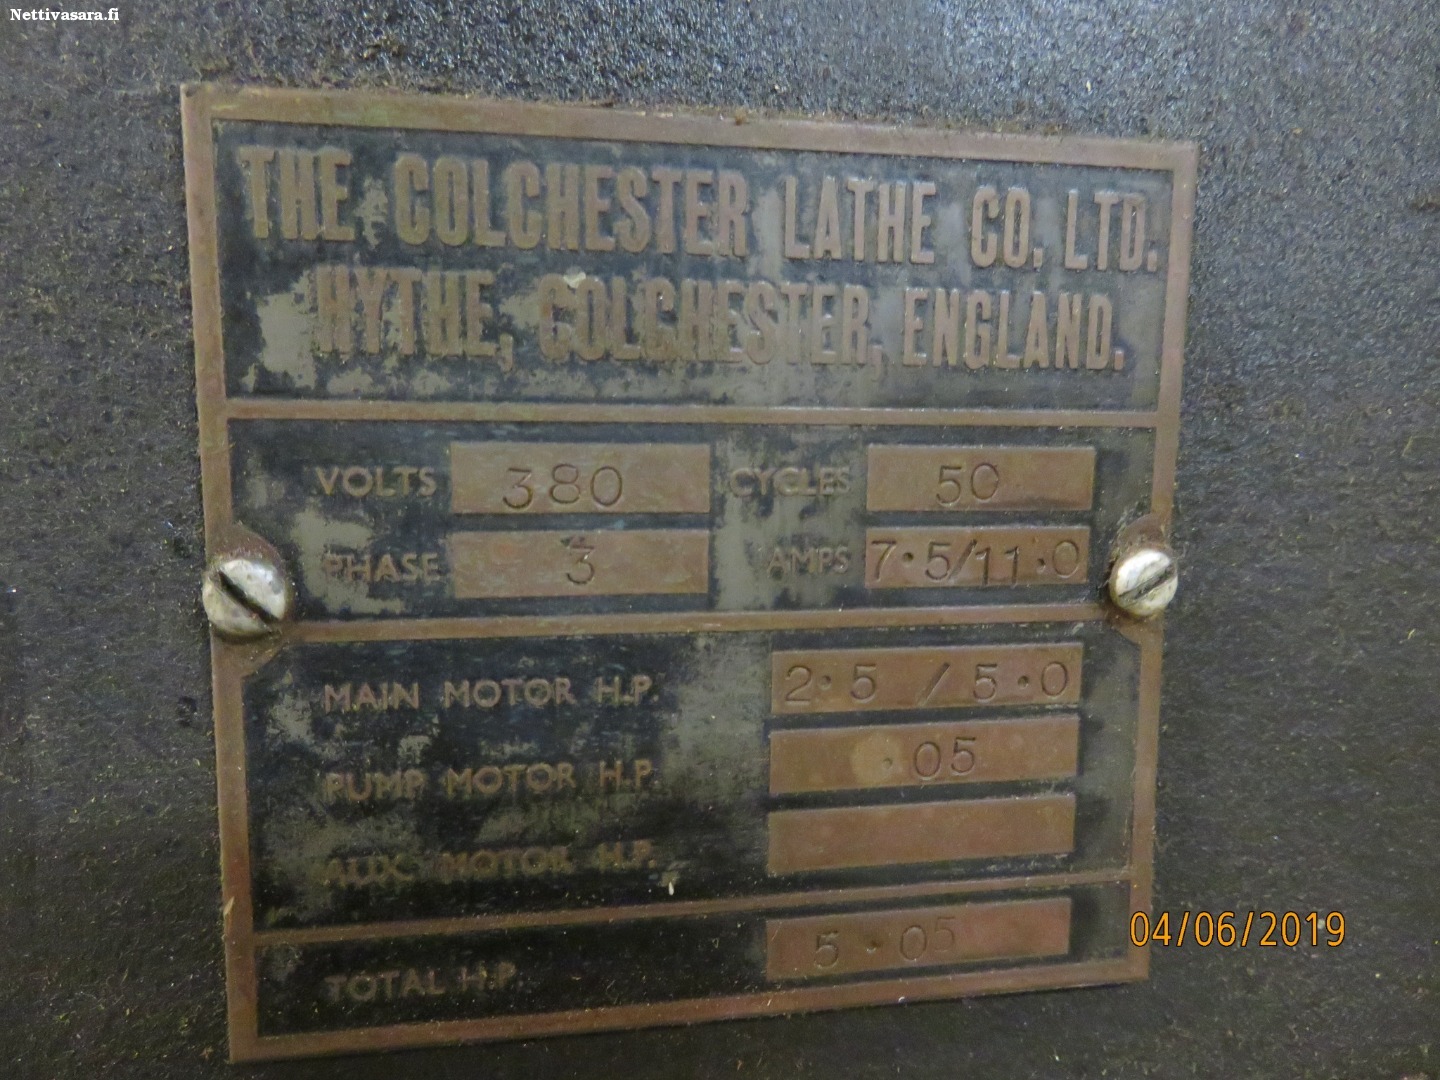 Nettivasara.fi
THE COLCHESTER LATHE CO. LTD.
HYTHE, COLCHESTER, ENGLAND.
VOLTS 380 CYCLES 50
PHASE 3 AMPS 7.5/11.0
MAIN MOTOR H.P. 2.5 / 5.0
PUMP MOTOR H.P. .05
AUX. MOTOR H.P.
TOTAL H.P. 5.05
04/06/2019